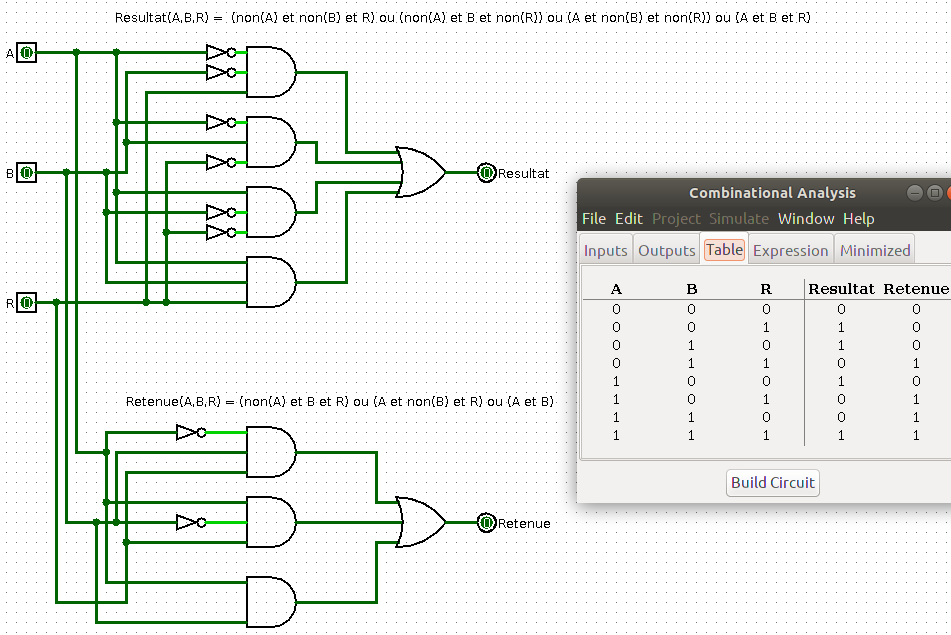 Resultat(A,B,R) = (non(A) et non(B) et R) ou (non(A) et B et non(R)) ou (A et non(B) et non(R)) ou (A et B et R)
A
B
Resultat
R
Retenue(A,B,R) = (non(A) et B et R) ou (A et non(B) et R) ou (A et B)
Retenue
Combinational Analysis
File Edit Project Simulate Window Help
Inputs Outputs Table Expression Minimized
A B R Resultat Retenue
0 0 0 0 0
0 0 1 1 0
0 1 0 1 0
0 1 1 0 1
1 0 0 1 0
1 0 1 0 1
1 1 0 0 1
1 1 1 1 1
Build Circuit